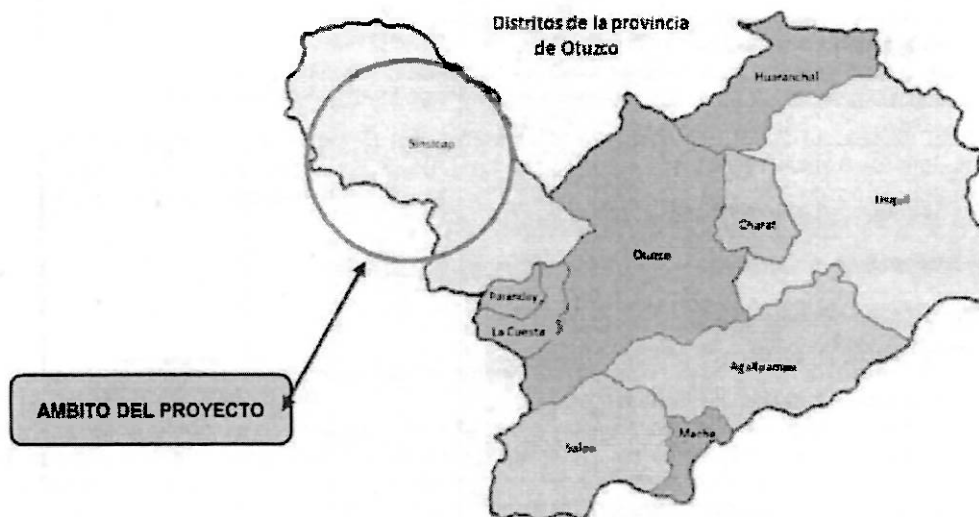 Distritos de la provincia
de Otuzco
Huaranchal
Sinsicap
Usquil
Charat
Otuzco
Paranday
La Cuesta
Agallpampa
AMBITO DEL PROYECTO
Mache
Salpo